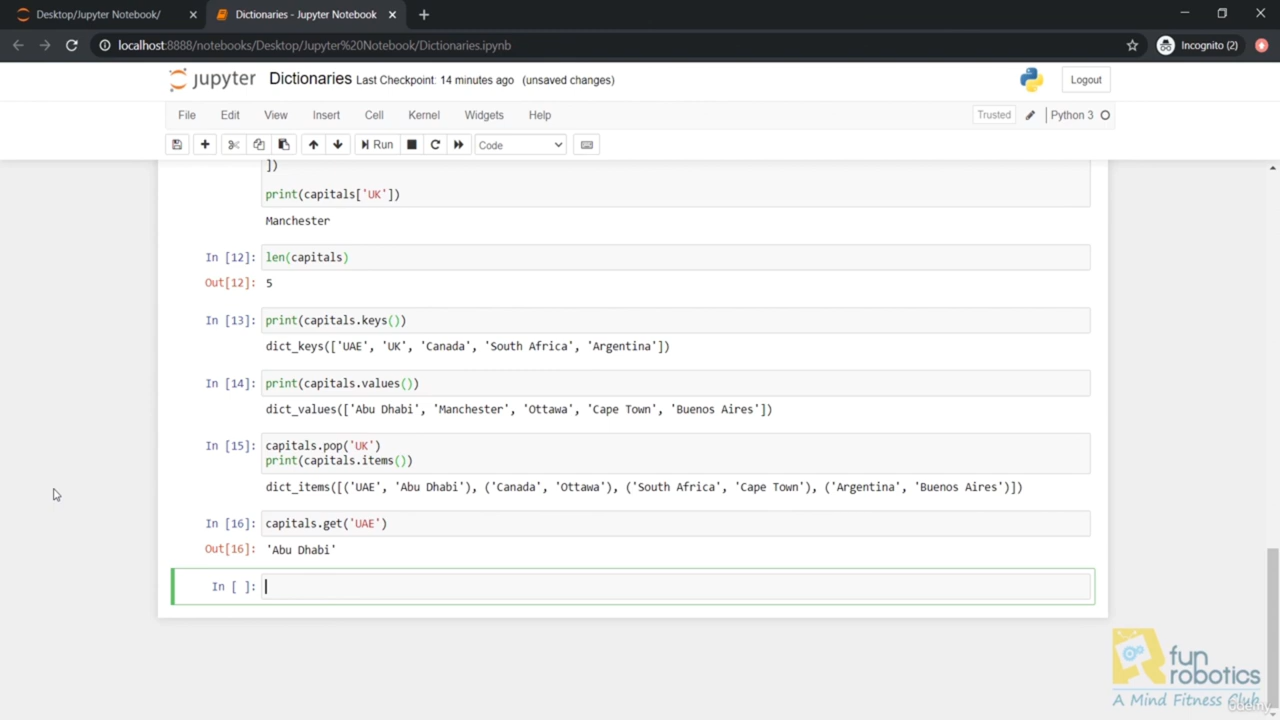 Desktop/Jupyter Notebook/
Dictionaries - Jupyter Notebook
localhost:8888/notebooks/Desktop/Jupyter%20Notebook/Dictionaries.ipynb
Incognito (2)
jupyter Dictionaries Last Checkpoint: 14 minutes ago (unsaved changes)
Logout
File Edit View Insert Cell Kernel Widgets Help
Trusted
Python 3
Run
Code
])
print(capitals['UK'])
Manchester
In [12]: len(capitals)
Out[12]: 5
In [13]: print(capitals.keys())
dict_keys(['UAE', 'UK', 'Canada', 'South Africa', 'Argentina'])
In [14]: print(capitals.values())
dict_values(['Abu Dhabi', 'Manchester', 'Ottawa', 'Cape Town', 'Buenos Aires'])
In [15]: capitals.pop('UK')
print(capitals.items())
dict_items([('UAE', 'Abu Dhabi'), ('Canada', 'Ottawa'), ('South Africa', 'Cape Town'), ('Argentina', 'Buenos Aires')])
In [16]: capitals.get('UAE')
Out[16]: 'Abu Dhabi'
In [ ]:
fun
robotics
A Mind Fitness Club
Udemy